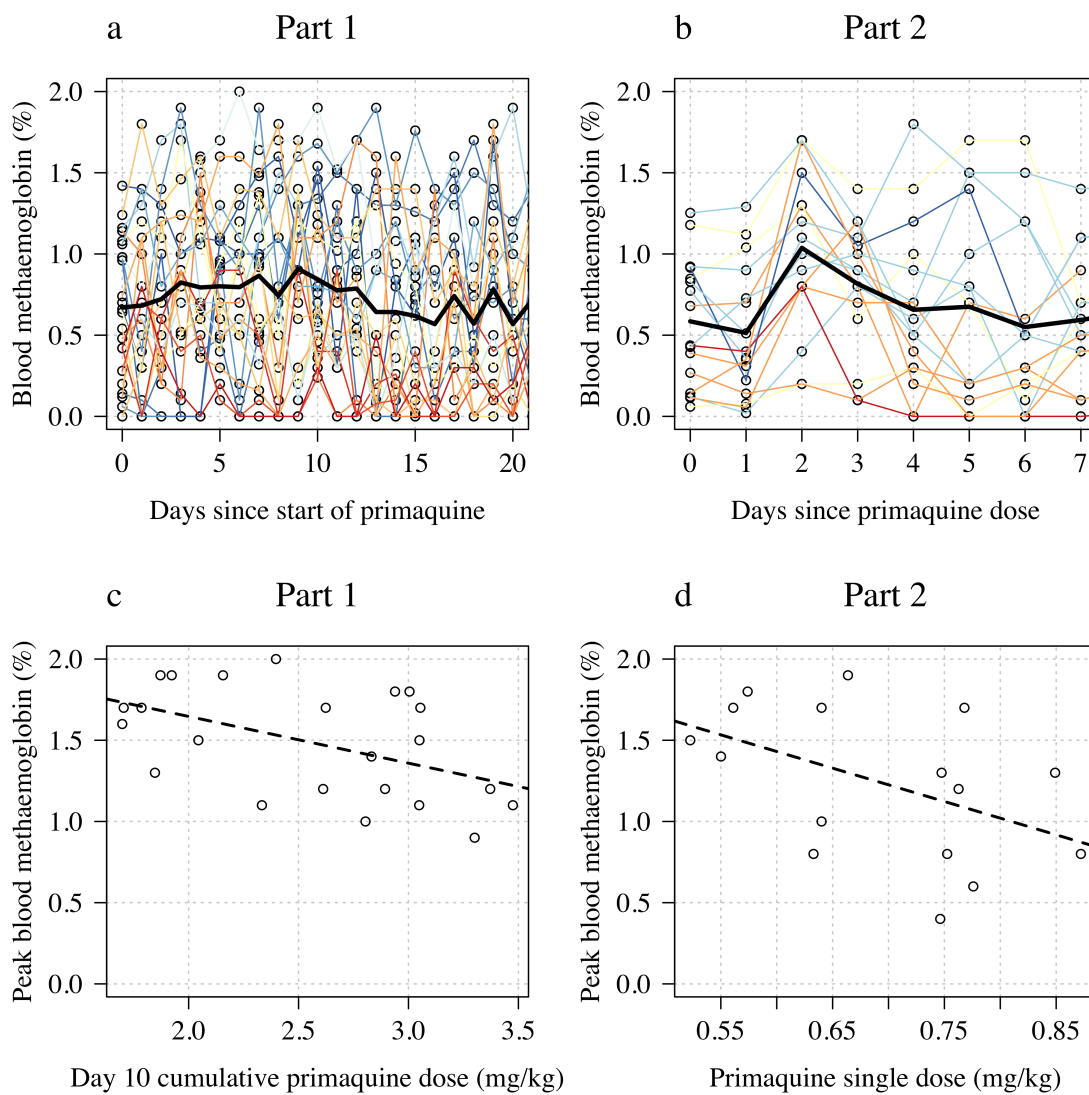 a Part 1
Blood methaemoglobin (%)
2.0
1.5
1.0
0.5
0.0
0 5 10 15 20
Days since start of primaquine
b Part 2
Blood methaemoglobin (%)
2.0
1.5
1.0
0.5
0.0
0 1 2 3 4 5 6 7
Days since primaquine dose
c Part 1
Peak blood methaemoglobin (%)
2.0
1.5
1.0
0.5
0.0
2.0 2.5 3.0 3.5
Day 10 cumulative primaquine dose (mg/kg)
d Part 2
Peak blood methaemoglobin (%)
2.0
1.5
1.0
0.5
0.0
0.55 0.65 0.75 0.85
Primaquine single dose (mg/kg)